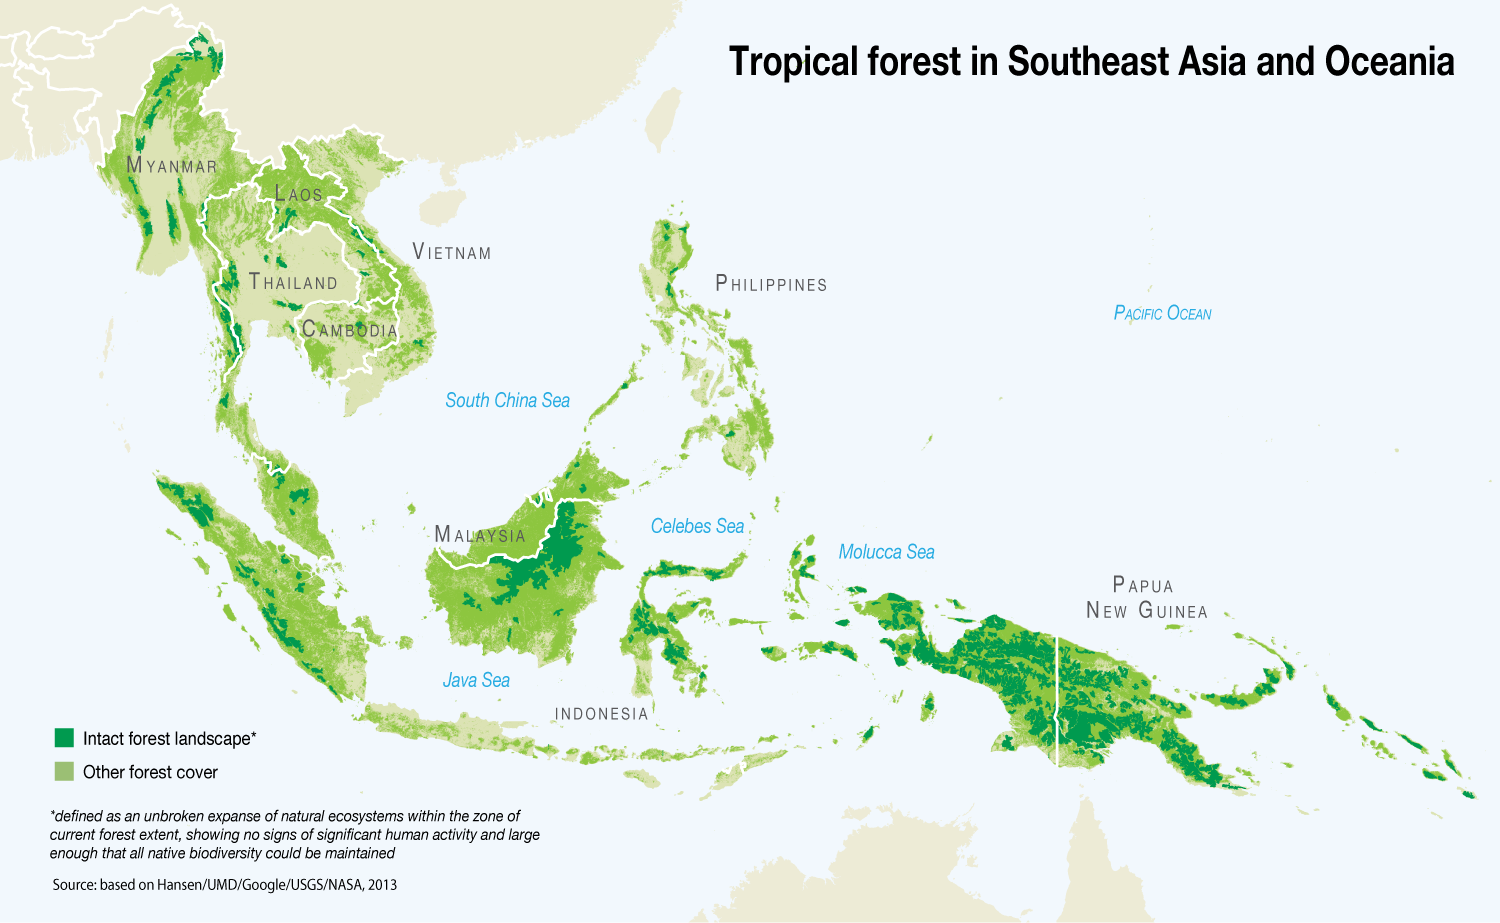 Tropical forest in Southeast Asia and Oceania
MYANMAR
LAOS
VIETNAM
THAILAND
CAMBODIA
PHILIPPINES
PACIFIC OCEAN
South China Sea
MALAYSIA
Celebes Sea
Molucca Sea
PAPUA
NEW GUINEA
Java Sea
INDONESIA
Intact forest landscape*
Other forest cover
*defined as an unbroken expanse of natural ecosystems within the zone of
current forest extent, showing no signs of significant human activity and large
enough that all native biodiversity could be maintained
Source: based on Hansen/UMD/Google/USGS/NASA, 2013